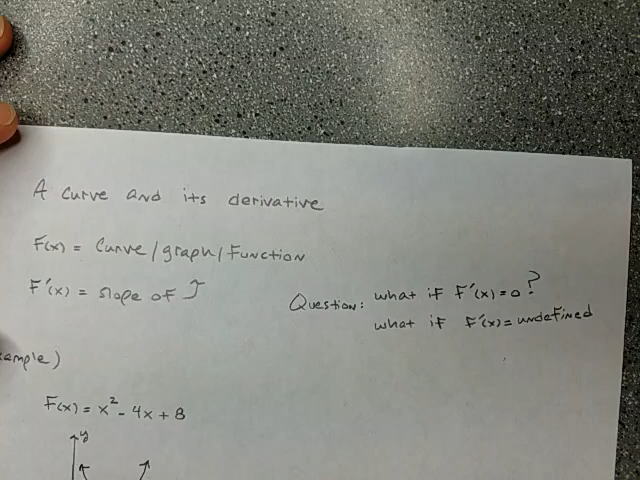 A curve and its derivative
F(x) = Curve / graph / Function
F'(x) = slope of
Question: what if F'(x) = 0?
what if F'(x) = undefined
ample)
F(x) = x² - 4x + 8
y